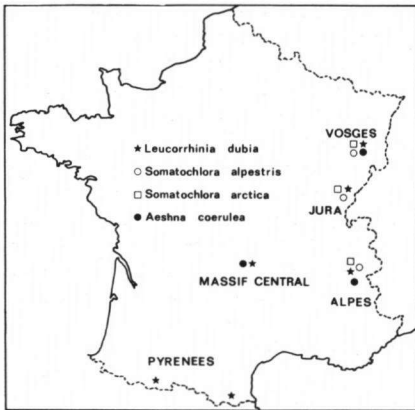 VOSGES
Leucorrhinia dubia
Somatochlora alpestris
Somatochlora arctica
Aeshna coerulea
JURA
MASSIF CENTRAL
ALPES
PYRENEES